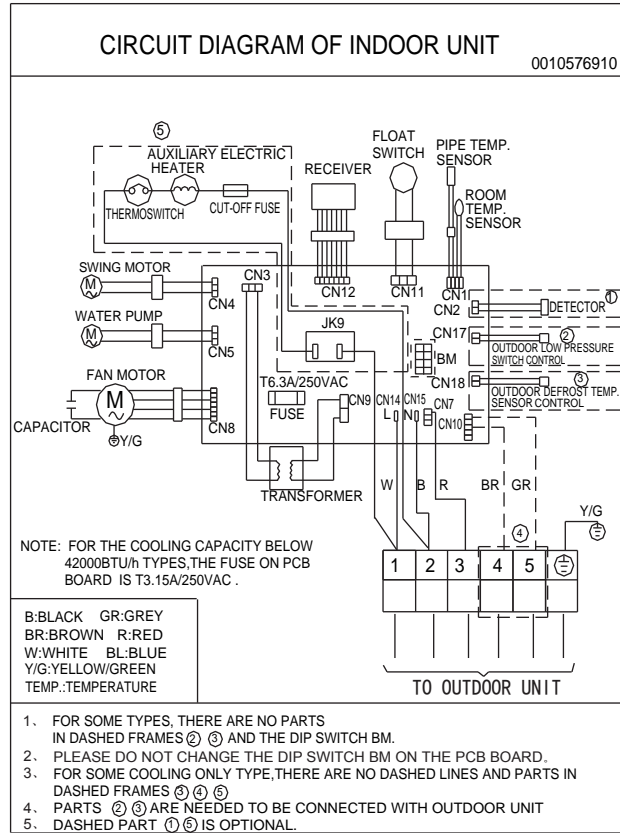 CIRCUIT DIAGRAM OF INDOOR UNIT
0010576910
⑤
AUXILIARY ELECTRIC
HEATER
THERMOSWITCH
CUT-OFF FUSE
RECEIVER
FLOAT
SWITCH
PIPE TEMP.
SENSOR
ROOM
TEMP.
SENSOR
SWING MOTOR
M
CN4
CN3
CN12
CN11
CN1
CN2
DETECTOR
①
WATER PUMP
M
CN5
JK9
BM
CN17
②
OUTDOOR LOW PRESSURE
SWITCH CONTROL
CN18
③
OUTDOOR DEFROST TEMP.
SENSOR CONTROL
FAN MOTOR
M
CAPACITOR
Y/G
CN8
T6.3A/250VAC
FUSE
CN9
CN14
L
CN15
N
CN7
CN10
TRANSFORMER
W
B
R
BR
GR
④
Y/G
1 2 3 4 5
TO OUTDOOR UNIT
NOTE: FOR THE COOLING CAPACITY BELOW
42000BTU/h TYPES,THE FUSE ON PCB
BOARD IS T3.15A/250VAC .
B:BLACK GR:GREY
BR:BROWN R:RED
W:WHITE BL:BLUE
Y/G:YELLOW/GREEN
TEMP.:TEMPERATURE
1、 FOR SOME TYPES, THERE ARE NO PARTS
IN DASHED FRAMES ② ③ AND THE DIP SWITCH BM.
2、 PLEASE DO NOT CHANGE THE DIP SWITCH BM ON THE PCB BOARD。
3、 FOR SOME COOLING ONLY TYPE,THERE ARE NO DASHED LINES AND PARTS IN
DASHED FRAMES ③ ④ ⑤
4、 PARTS ② ③ ARE NEEDED TO BE CONNECTED WITH OUTDOOR UNIT
5、 DASHED PART ① ⑤ IS OPTIONAL.